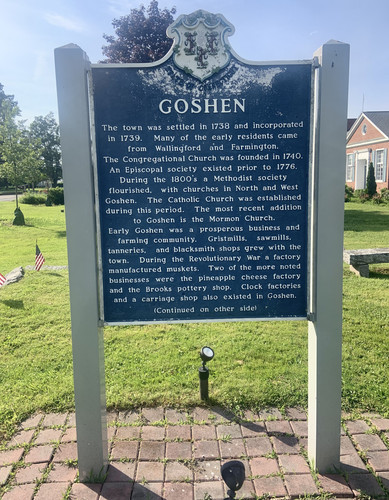 GOSHEN
The town was settled in 1738 and incorporated
in 1739. Many of the early residents came
from Wallingford and Farmington.
The Congregational Church was founded in 1740.
An Episcopal society existed prior to 1776.
During the 1800's a Methodist society
flourished, with churches in North and West
Goshen. The Catholic Church was established
during this period. The most recent addition
to Goshen is the Mormon Church.
Early Goshen was a prosperous business and
farming community. Gristmills, sawmills,
tanneries, and blacksmith shops grew with the
town. During the Revolutionary War a factory
manufactured muskets. Two of the more noted
businesses were the pineapple cheese factory
and the Brooks pottery shop. Clock factories
and a carriage shop also existed in Goshen.
(Continued on other side)